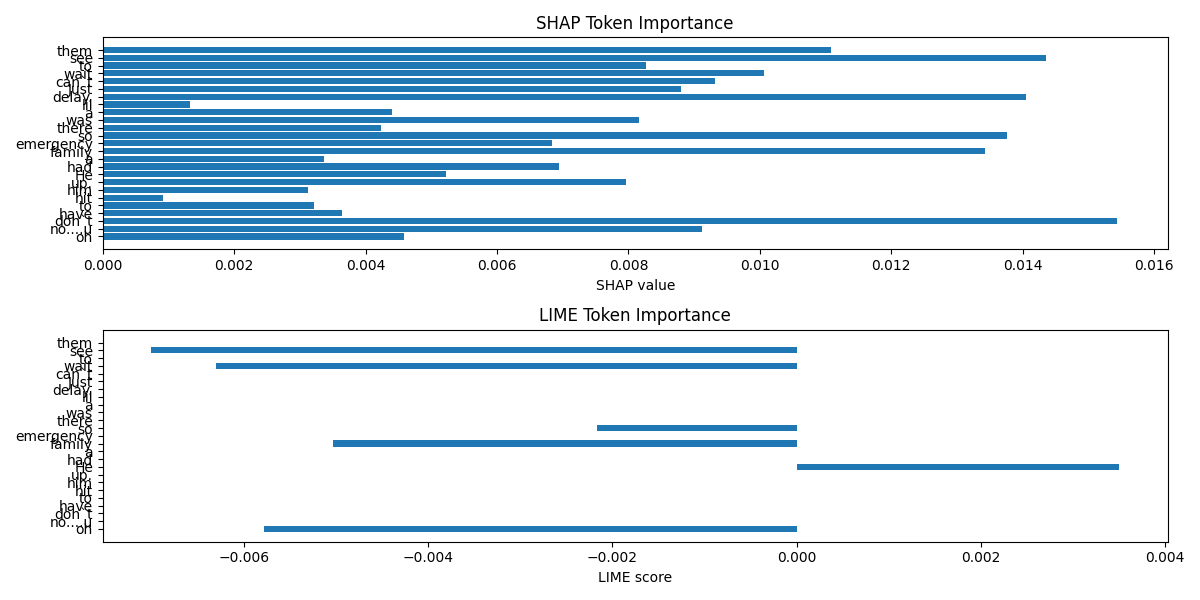 SHAP Token Importance
them
see
to
wait
can't
just
delay.
Ill
a
was
there
so
emergency
family
a
had
He
up.
him
hit
to
have
don't
no....u
oh
0.000 0.002 0.004 0.006 0.008 0.010 0.012 0.014 0.016
SHAP value
LIME Token Importance
them
see
to
wait
can't
just
delay.
Ill
a
was
there
so
emergency
family
a
had
He
up.
him
hit
to
have
don't
no....u
oh
−0.006 −0.004 −0.002 0.000 0.002 0.004
LIME score